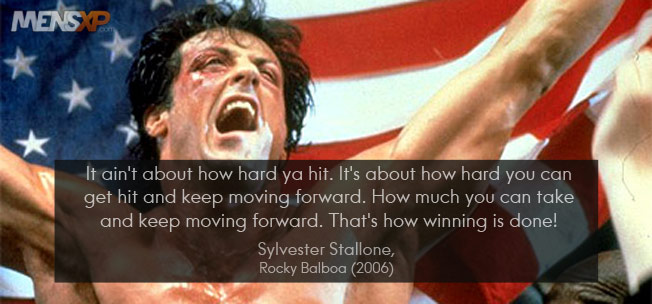 MENSXP.COM
It ain't about how hard ya hit. It's about how hard you can
get hit and keep moving forward. How much you can take
and keep moving forward. That's how winning is done!
Sylvester Stallone,
Rocky Balboa (2006)